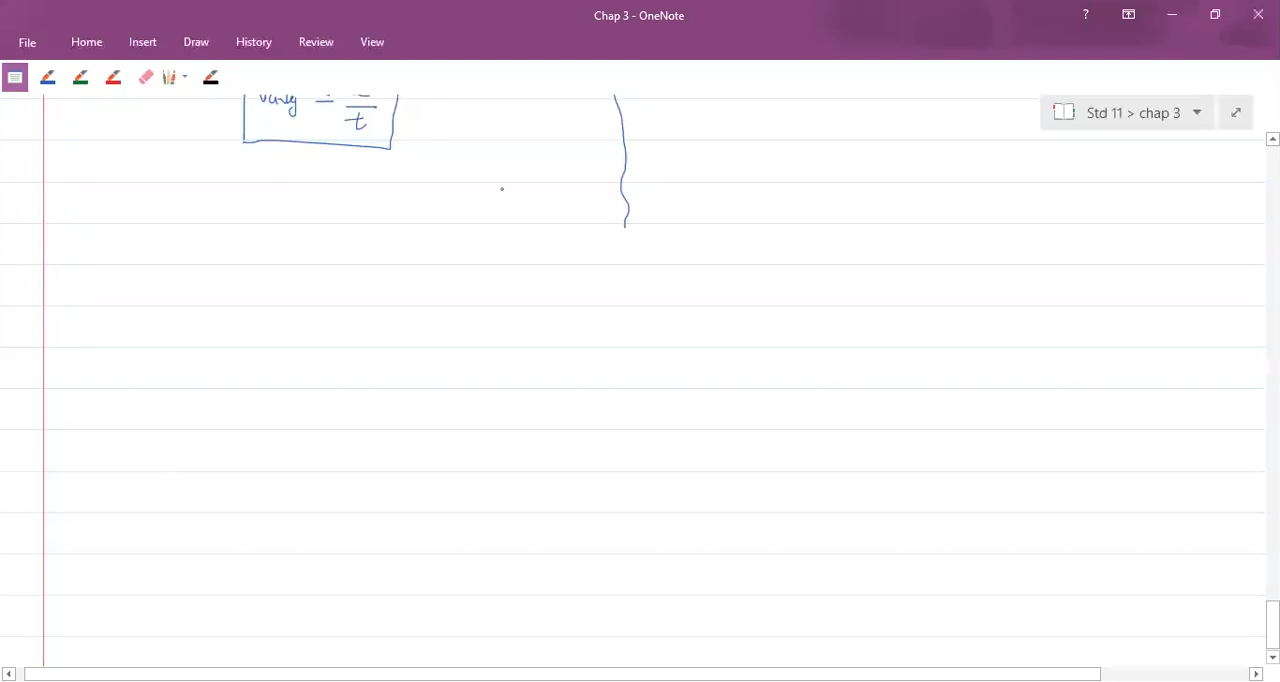 Chap 3 - OneNote
?
File Home Insert Draw History Review View
Std 11 > chap 3
=
t